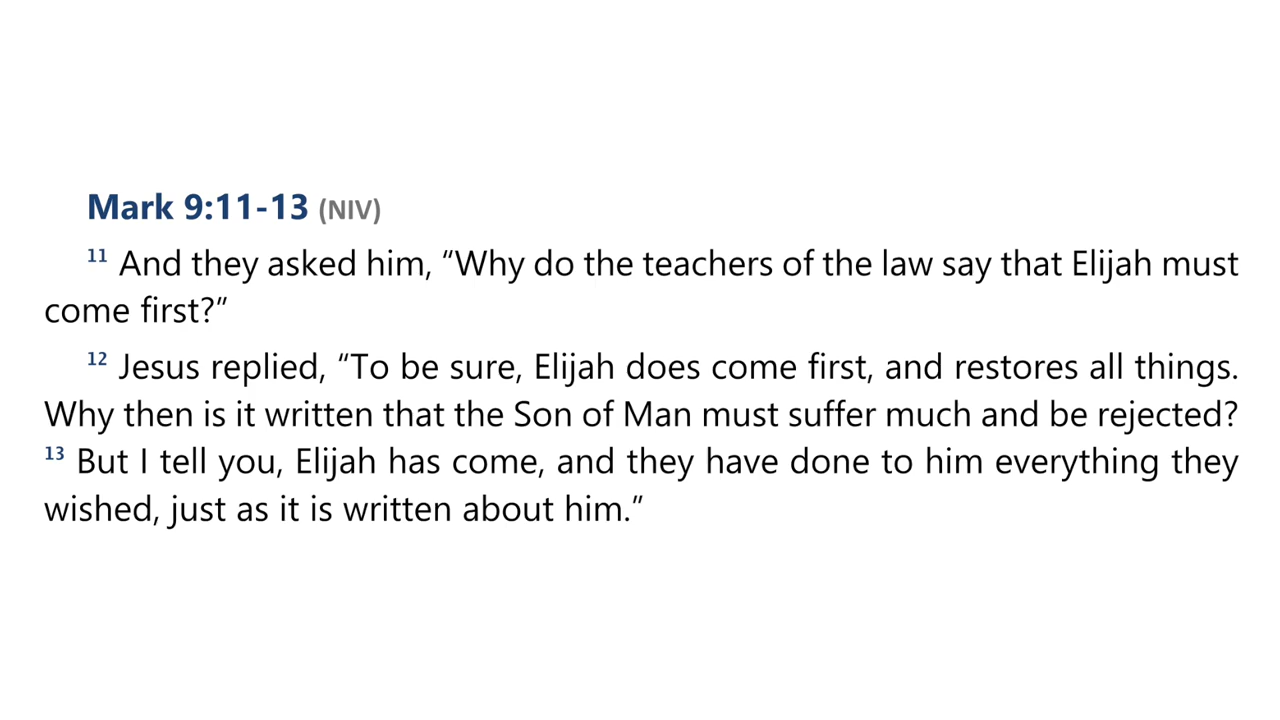 Mark 9:11-13 (NIV)
11 And they asked him, “Why do the teachers of the law say that Elijah must
come first?”
12 Jesus replied, “To be sure, Elijah does come first, and restores all things.
Why then is it written that the Son of Man must suffer much and be rejected?
13 But I tell you, Elijah has come, and they have done to him everything they
wished, just as it is written about him.”